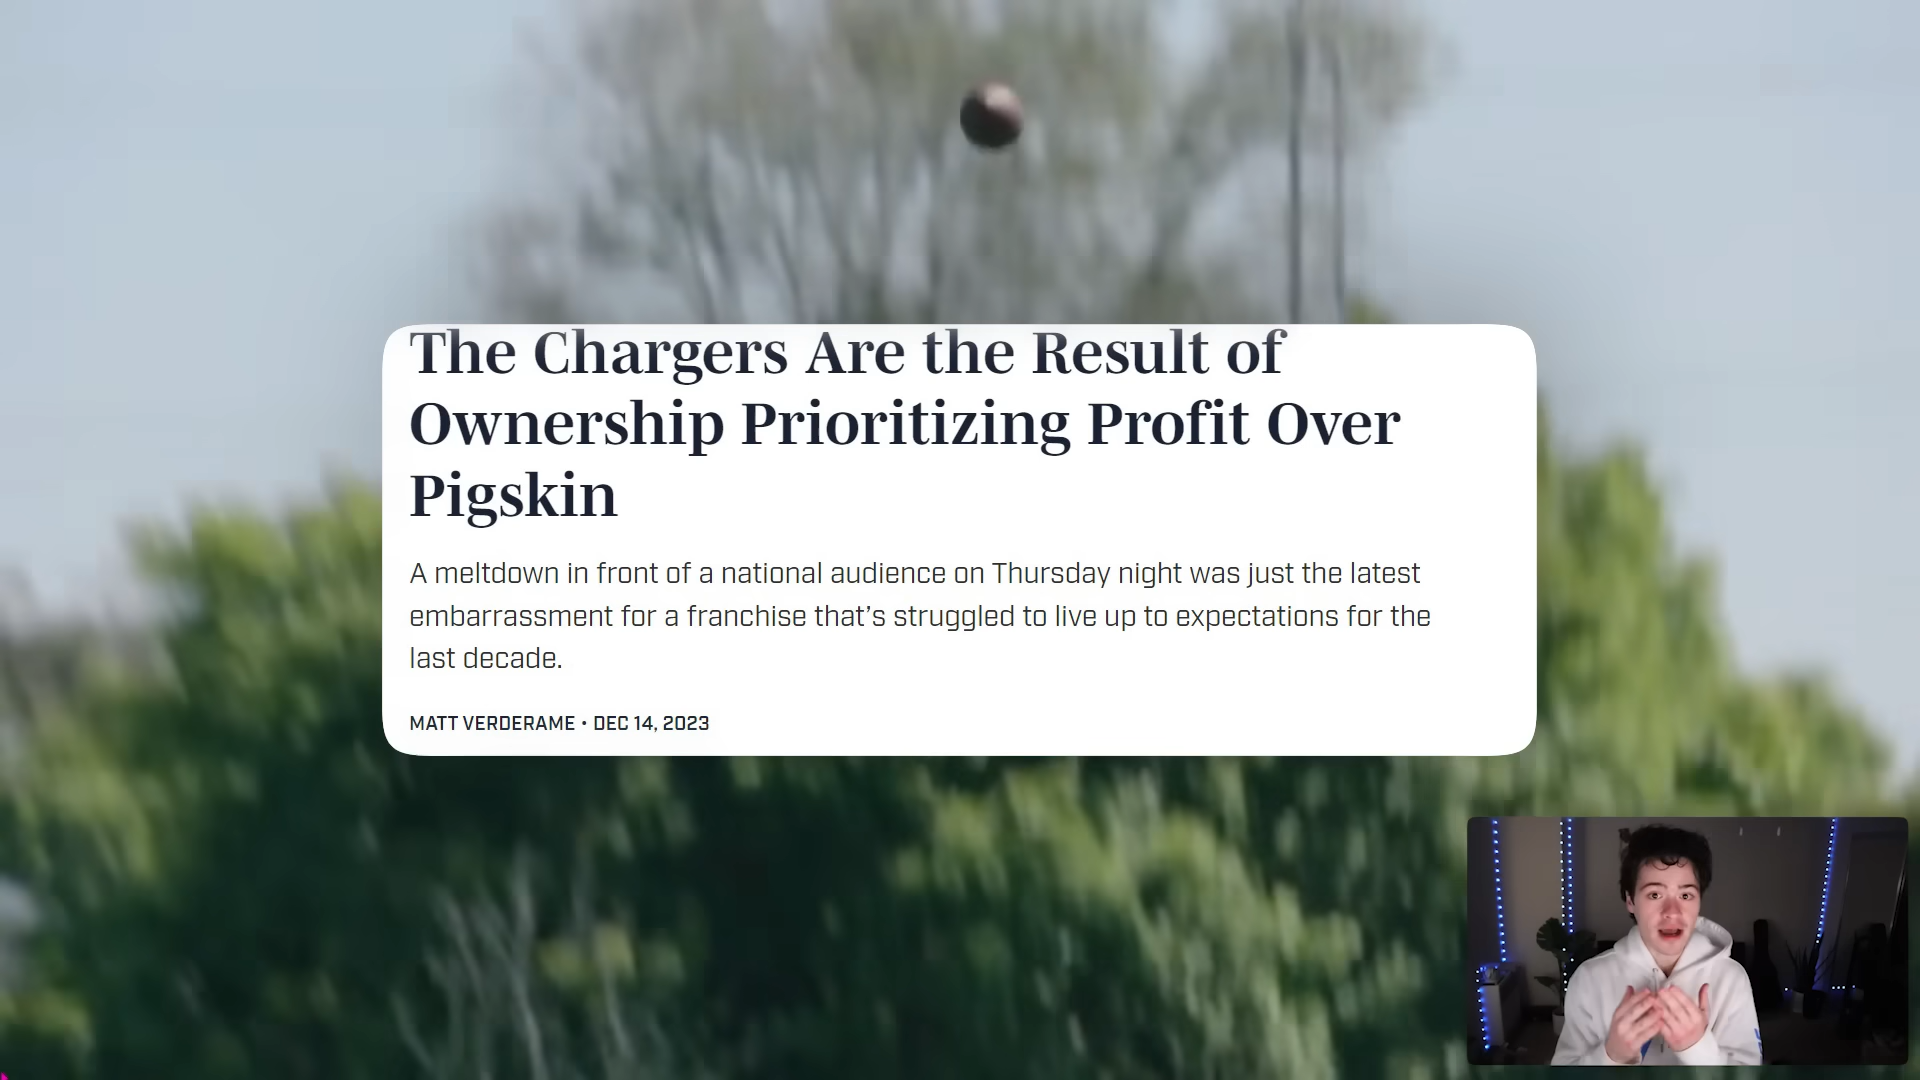 The Chargers Are the Result of
Ownership Prioritizing Profit Over
Pigskin
A meltdown in front of a national audience on Thursday night was just the latest
embarrassment for a franchise that’s struggled to live up to expectations for the
last decade.
MATT VERDERAME • DEC 14, 2023